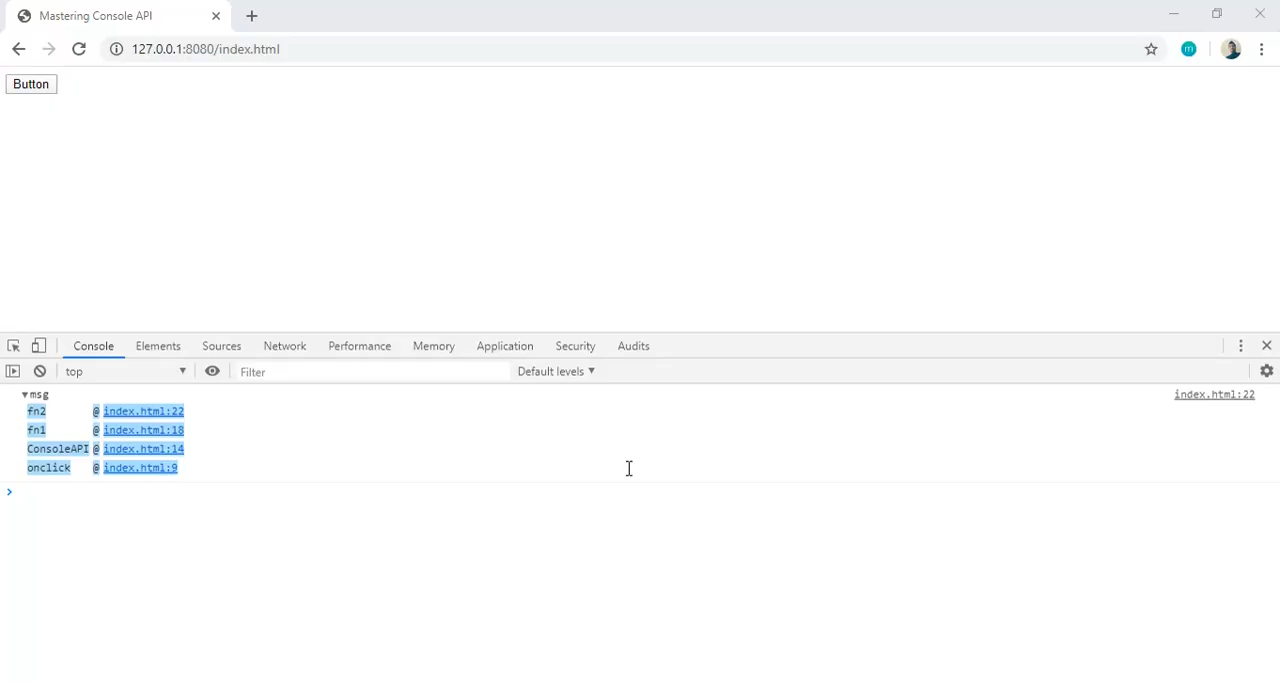 Mastering Console API
127.0.0.1:8080/index.html
m
Button
Console Elements Sources Network Performance Memory Application Security Audits
top Filter Default levels
msg index.html:22
fn2 @ index.html:22
fn1 @ index.html:18
ConsoleAPI @ index.html:14
onclick @ index.html:9